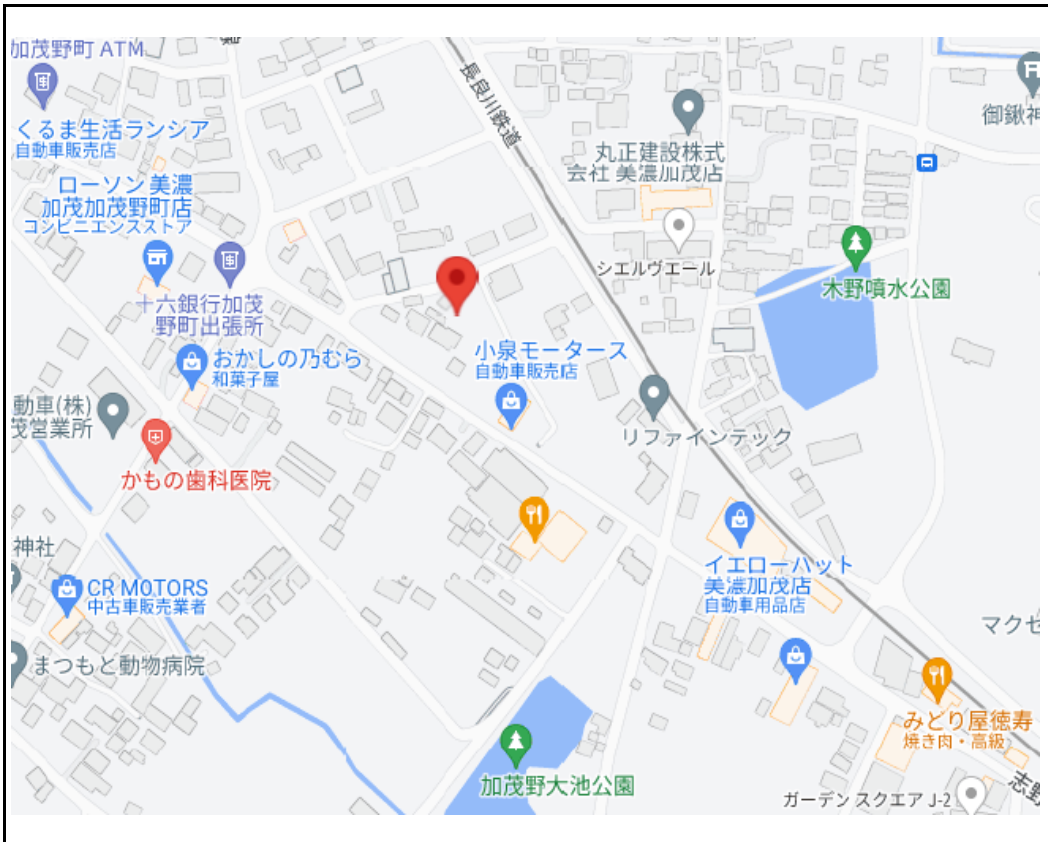 加茂野町 ATM
くるま生活ランシア
自動車販売店
ローソン 美濃
加茂加茂野町店
コンビニエンスストア
十六銀行加茂
野町出張所
おかしの乃むら
和菓子屋
動車(株)
茂営業所
かもの歯科医院
神社
CR MOTORS
中古車販売業者
まつもと動物病院
長良川鉄道
丸正建設株式
会社 美濃加茂店
シエルヴェール
御鍬神
木野噴水公園
小泉モータース
自動車販売店
リファインテック
イエローハット
美濃加茂店
自動車用品店
マクセ
みどり屋徳寿
焼き肉・高級
加茂野大池公園
ガーデン スクエア J-2
志野